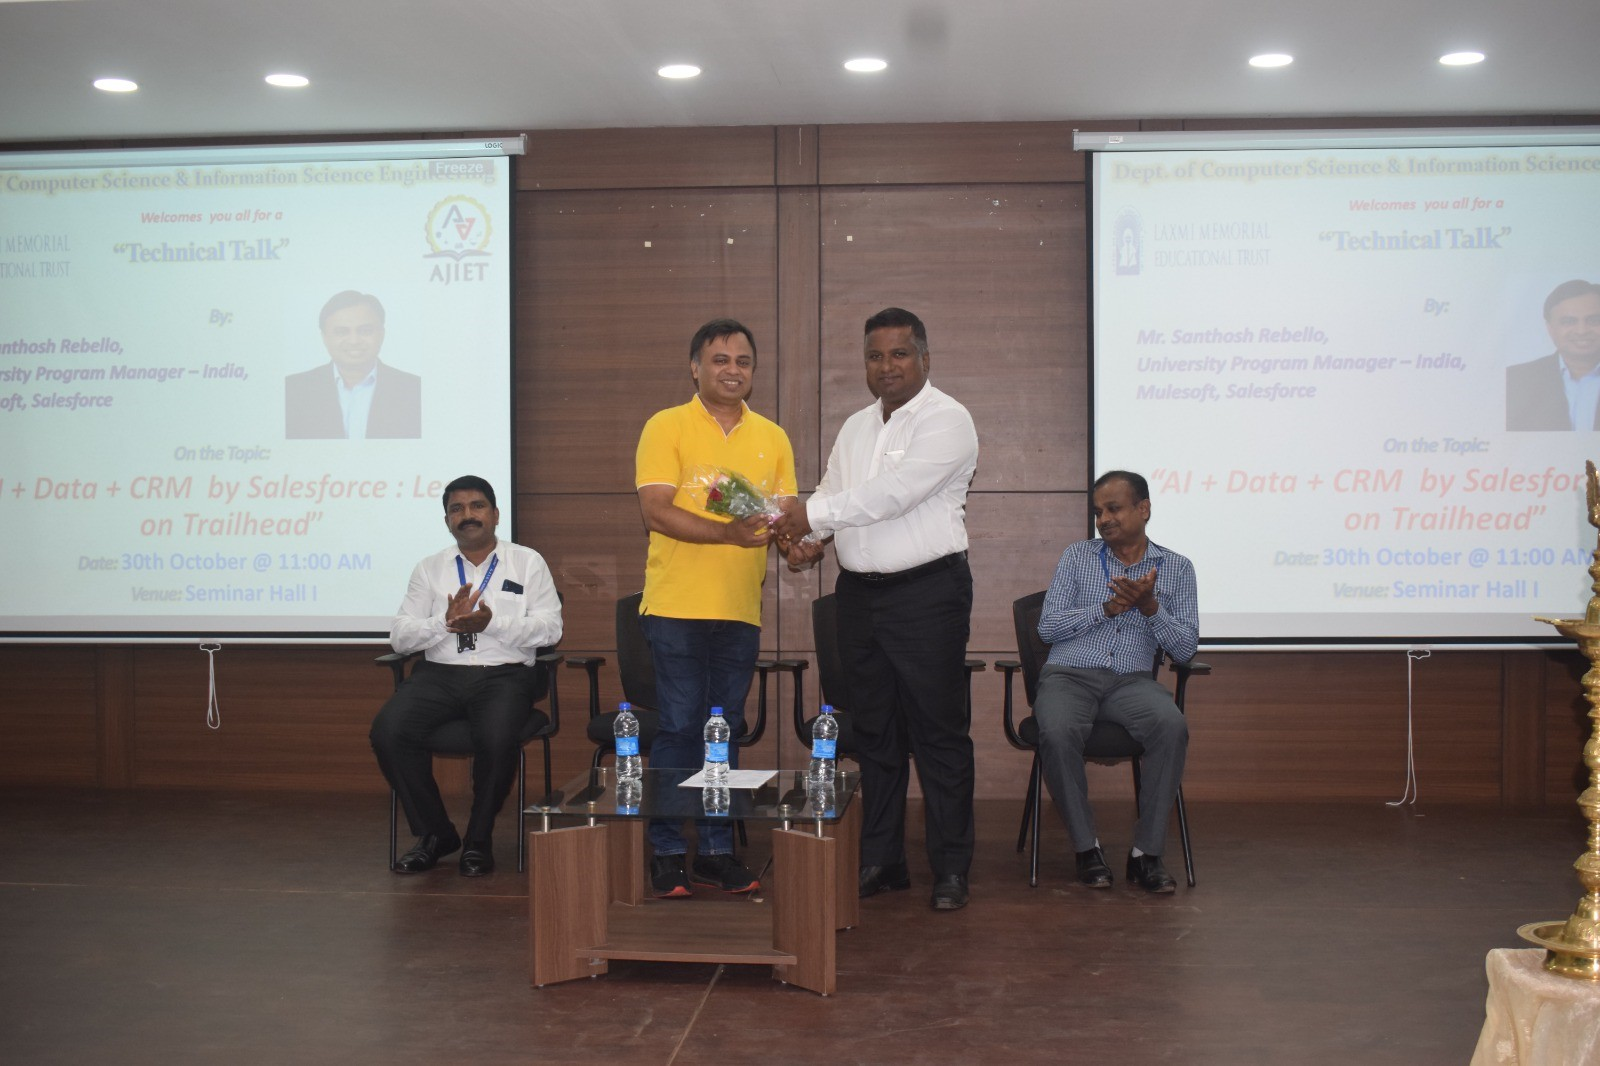 of Computer Science & Information Science Engineering
Freeze
LOGIC
Welcomes you all for a
"Technical Talk"
I MEMORIAL
TIONAL TRUST
AJIET
By:
anthosh Rebello,
rsity Program Manager – India,
oft, Salesforce
On the Topic:
I + Data + CRM by Salesforce : Le
on Trailhead"
Date: 30th October @ 11:00 AM
Venue: Seminar Hall I
Dept. of Computer Science & Information Science
Welcomes you all for a
LAXMI MEMORIAL
EDUCATIONAL TRUST
"Technical Talk"
By:
Mr. Santhosh Rebello,
University Program Manager – India,
Mulesoft, Salesforce
On the Topic:
"AI + Data + CRM by Salesfor
on Trailhead"
Date: 30th October @ 11:00 AM
Venue: Seminar Hall I